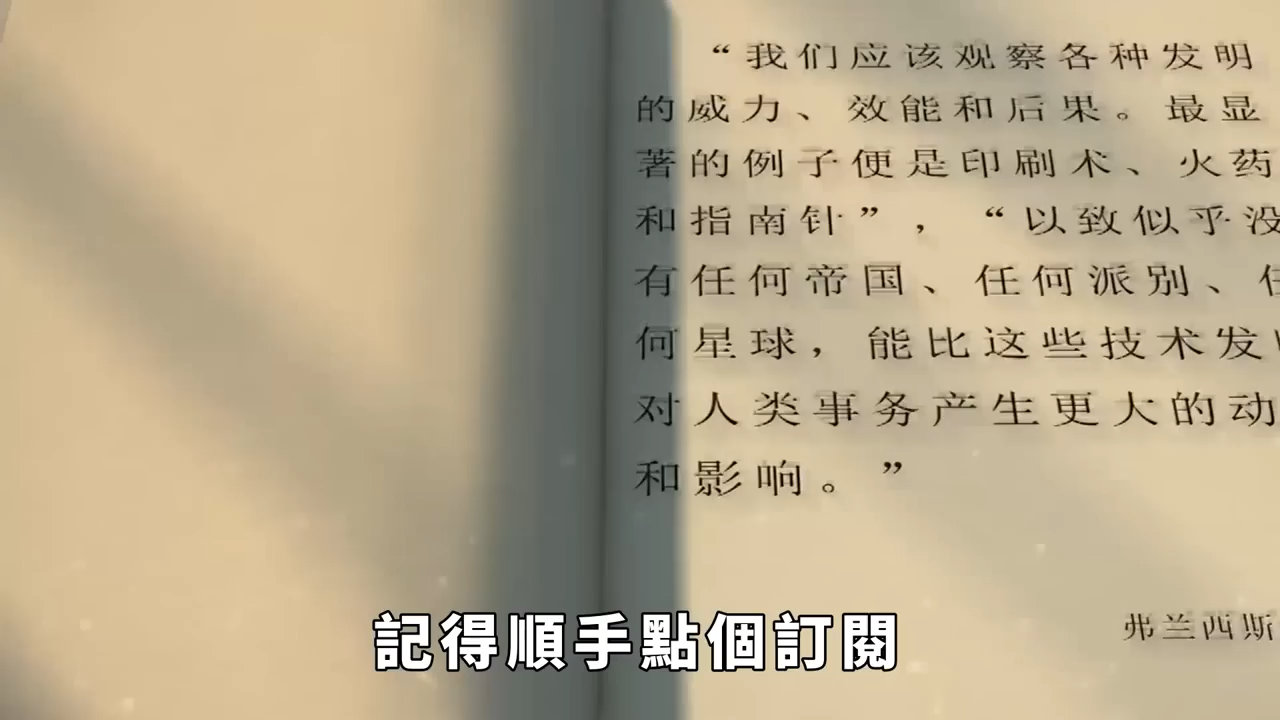 “我们应该观察各种发明
的威力、效能和后果。最显
著的例子便是印刷术、火药
和指南针”，“以致似乎没
有任何帝国、任何派别、任
何星球，能比这些技术发
对人类事务产生更大的动
和影响。”
弗兰西斯
記得順手點個訂閱